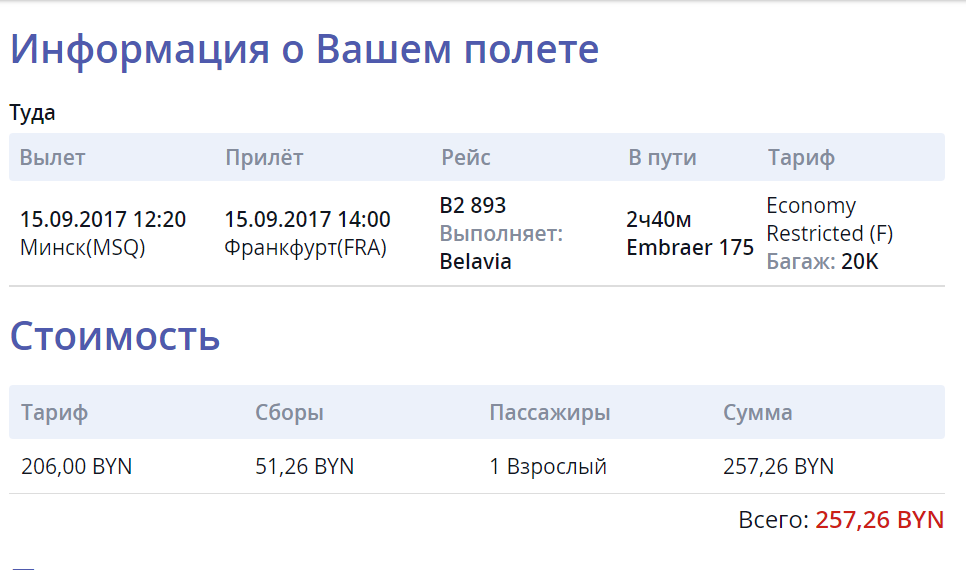 Информация о Вашем полете
Туда
Вылет Прилёт Рейс В пути Тариф
15.09.2017 12:20 15.09.2017 14:00 B2 893 2ч40м Economy
Минск(MSQ) Франкфурт(FRA) Выполняет: Embraer 175 Restricted (F)
Belavia Багаж: 20K
Стоимость
Тариф Сборы Пассажиры Сумма
206,00 BYN 51,26 BYN 1 Взрослый 257,26 BYN
Всего: 257,26 BYN